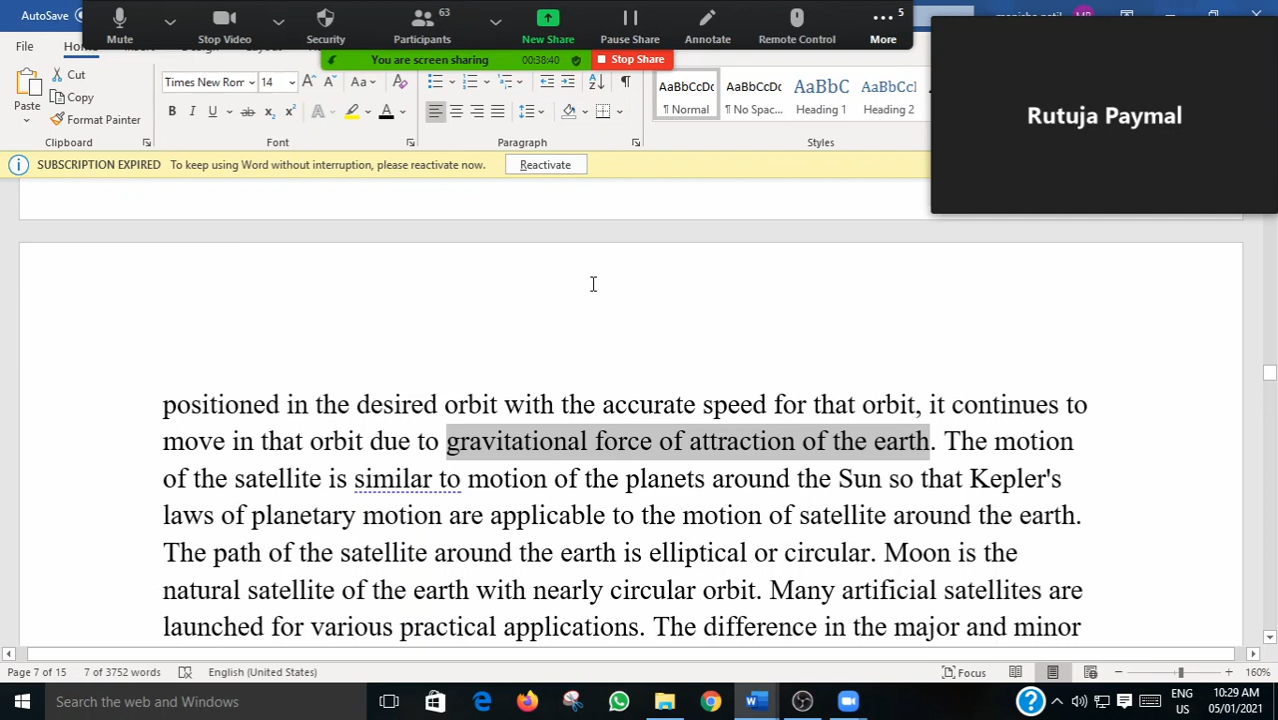 AutoSave
Mute
Stop Video
Security
63
Participants
New Share
Pause Share
Annotate
Remote Control
5
More
You are screen sharing
00:38:40
Stop Share
File
Paste
Cut
Copy
Format Painter
Clipboard
Times New Ror
14
Aa
B I U ab x₂ x²
Font
Paragraph
AaBbCcDc
¶ Normal
AaBbCcDc
¶ No Spac...
AaBbC
Heading 1
AaBbCcI
Heading 2
Styles
Rutuja Paymal
SUBSCRIPTION EXPIRED To keep using Word without interruption, please reactivate now.
Reactivate
positioned in the desired orbit with the accurate speed for that orbit, it continues to
move in that orbit due to gravitational force of attraction of the earth. The motion
of the satellite is similar to motion of the planets around the Sun so that Kepler's
laws of planetary motion are applicable to the motion of satellite around the earth.
The path of the satellite around the earth is elliptical or circular. Moon is the
natural satellite of the earth with nearly circular orbit. Many artificial satellites are
launched for various practical applications. The difference in the major and minor
Page 7 of 15
7 of 3752 words
English (United States)
Focus
160%
Search the web and Windows
ENG
US
10:29 AM
05/01/2021